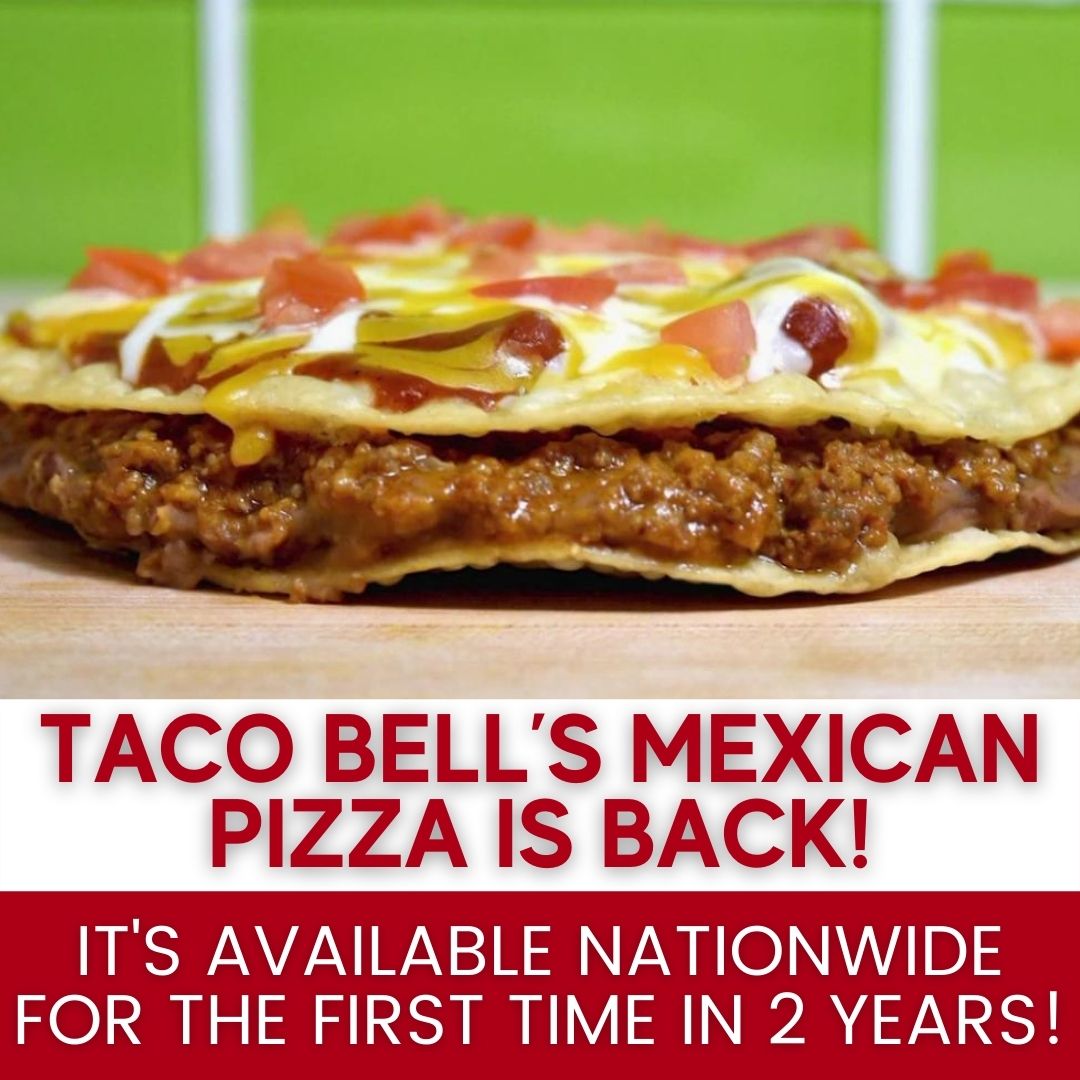 TACO BELL'S MEXICAN
PIZZA IS BACK!
IT'S AVAILABLE NATIONWIDE
FOR THE FIRST TIME IN 2 YEARS!